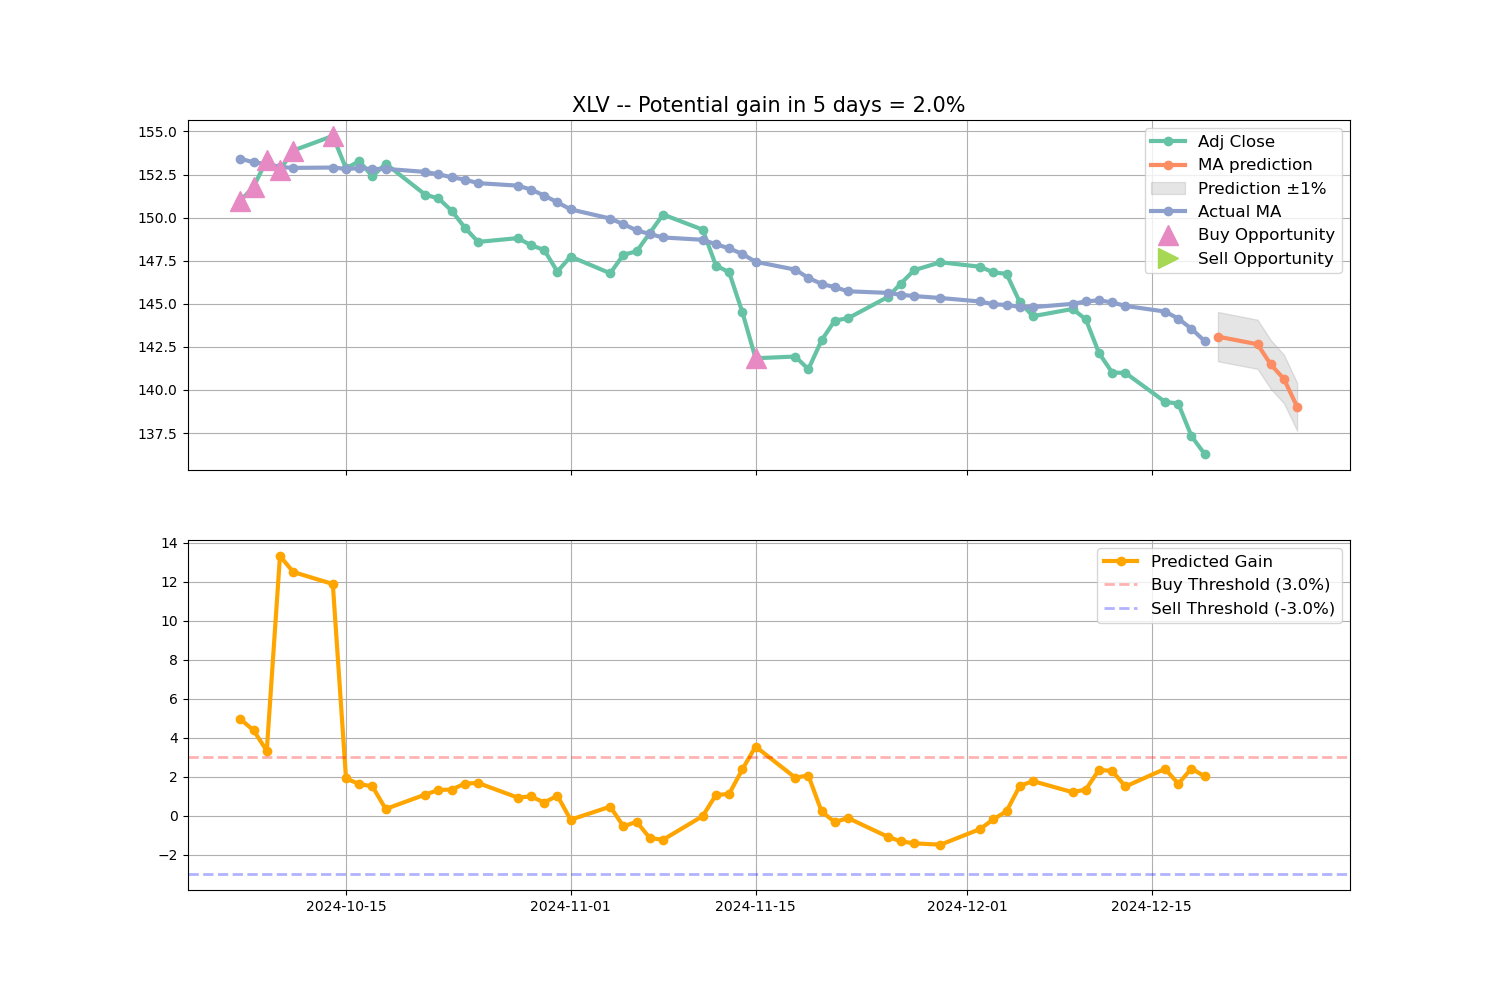 XLV -- Potential gain in 5 days = 2.0%
155.0
152.5
150.0
147.5
145.0
142.5
140.0
137.5
Adj Close
MA prediction
Prediction ±1%
Actual MA
Buy Opportunity
Sell Opportunity
14
12
10
8
6
4
2
0
−2
Predicted Gain
Buy Threshold (3.0%)
Sell Threshold (-3.0%)
2024-10-15
2024-11-01
2024-11-15
2024-12-01
2024-12-15